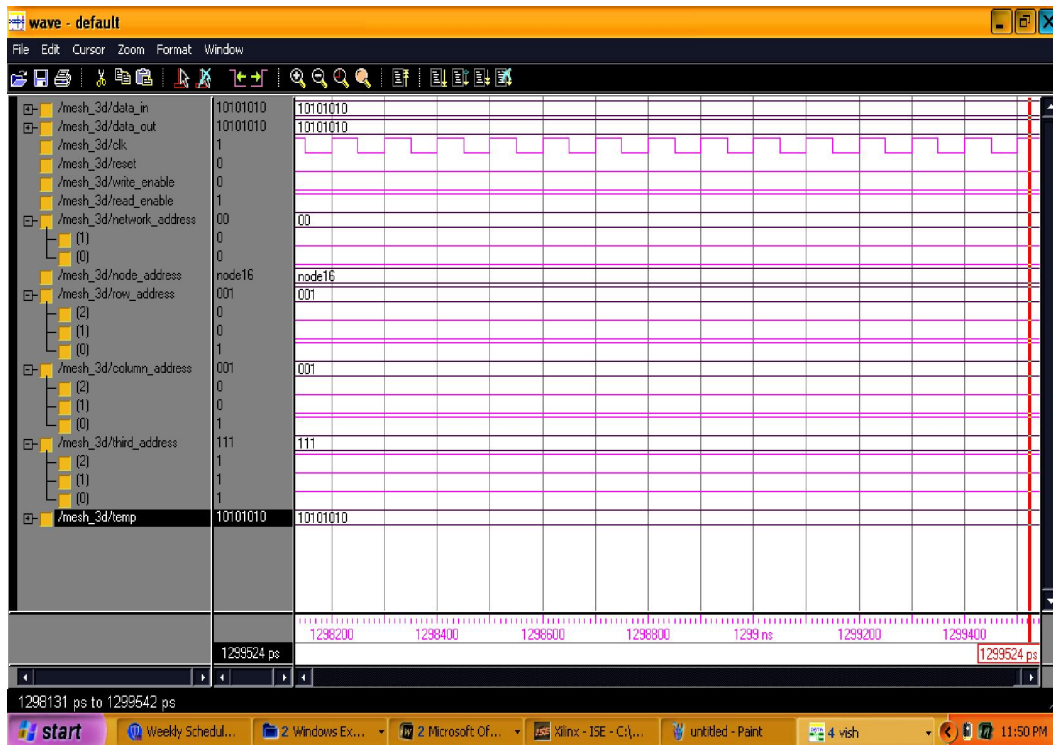 wave - default
File Edit Cursor Zoom Format Window
/mesh_3d/data_in 10101010 10101010
/mesh_3d/data_out 10101010 10101010
/mesh_3d/clk 1
/mesh_3d/reset 0
/mesh_3d/write_enable 0
/mesh_3d/read_enable 1
/mesh_3d/network_address 00 00
(1) 0
(0) 0
/mesh_3d/node_address node16 node16
/mesh_3d/row_address 001 001
(2) 0
(1) 0
(0) 1
/mesh_3d/column_address 001 001
(2) 0
(1) 0
(0) 1
/mesh_3d/third_address 111 111
(2) 1
(1) 1
(0) 1
/mesh_3d/temp 10101010 10101010
1298200 1298400 1298600 1298800 1299 ns 1299200 1299400
1299524 ps 1299524 ps
1298131 ps to 1299542 ps
start Weekly Schedul... 2 Windows Ex... 2 Microsoft Of... Xilinx - ISE - C:\... untitled - Paint 4 vish 11:50 PM